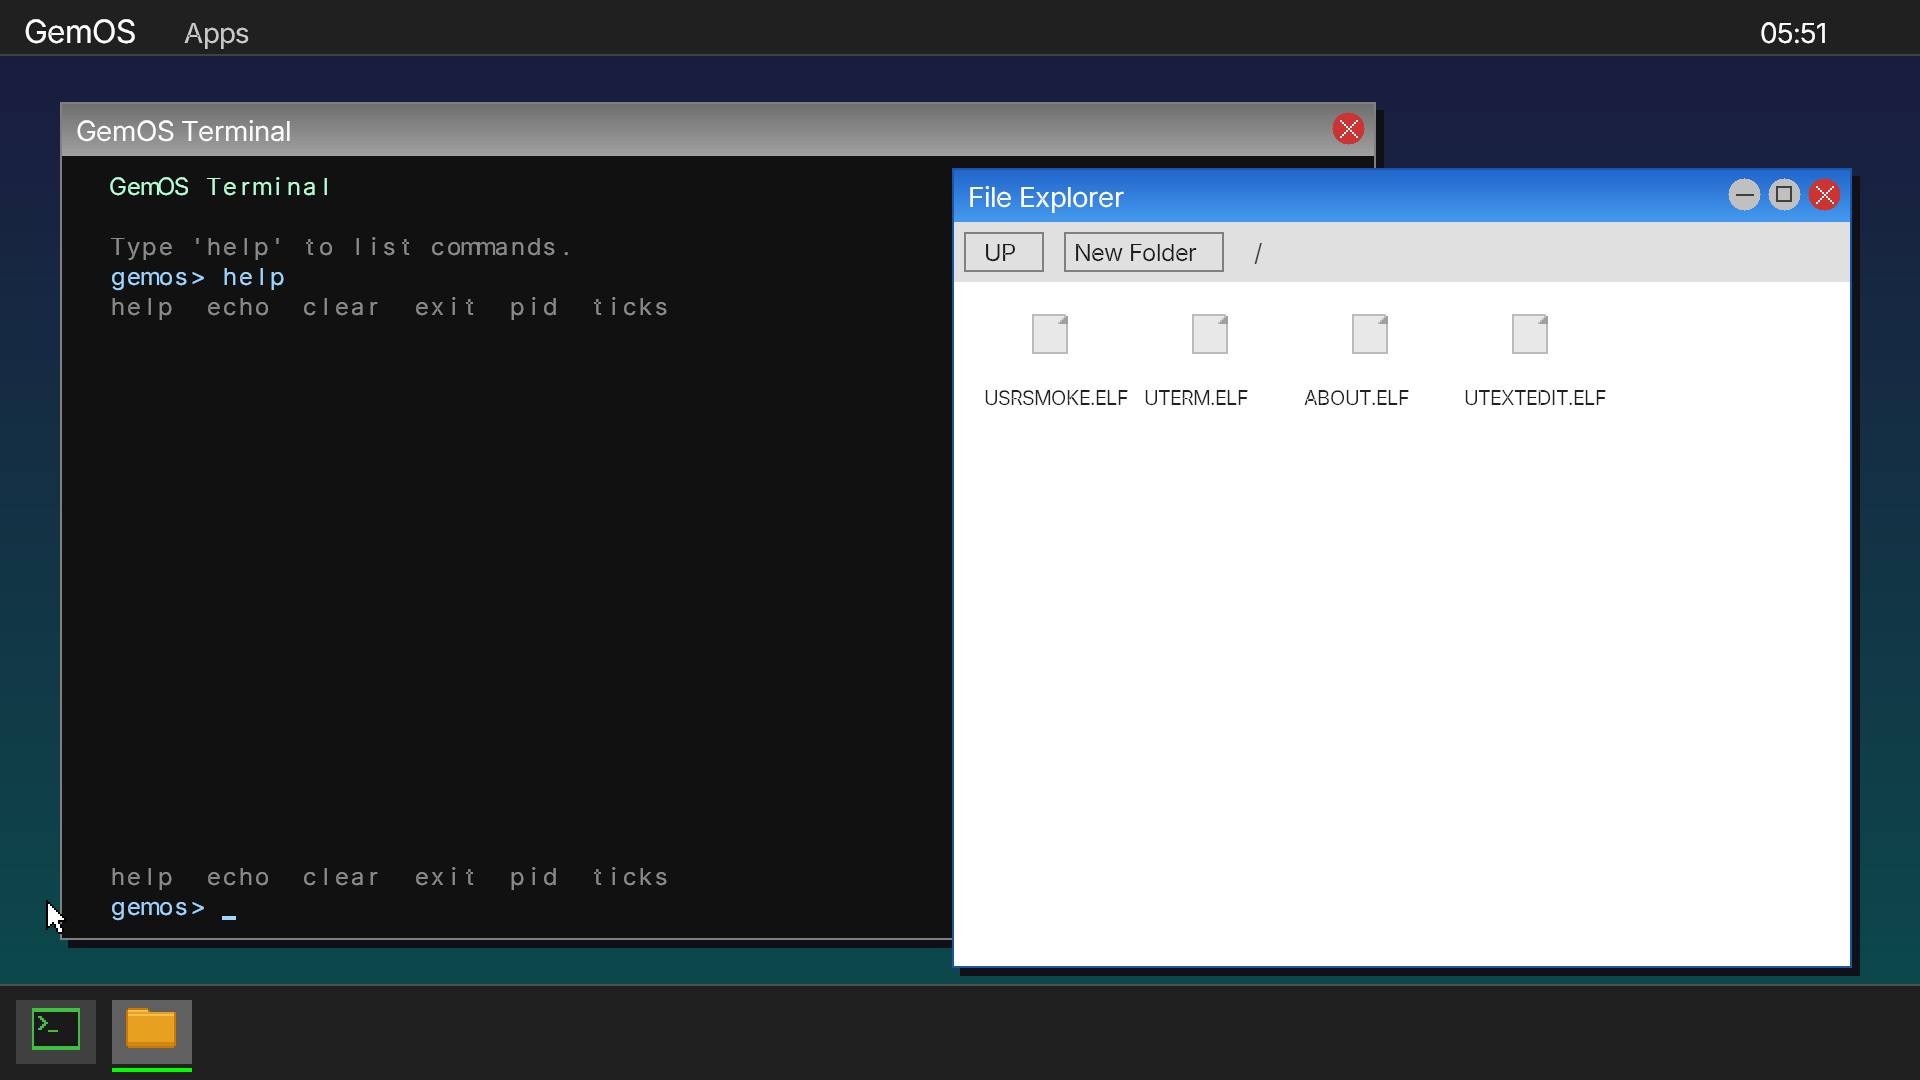 GemOS Apps 05:51
GemOS Terminal
GemOS Terminal
Type 'help' to list commands.
gemos> help
help echo clear exit pid ticks
help echo clear exit pid ticks
gemos> _
File Explorer
UP New Folder /
USRSMOKE.ELF UTERM.ELF ABOUT.ELF UTEXTEDIT.ELF
>_